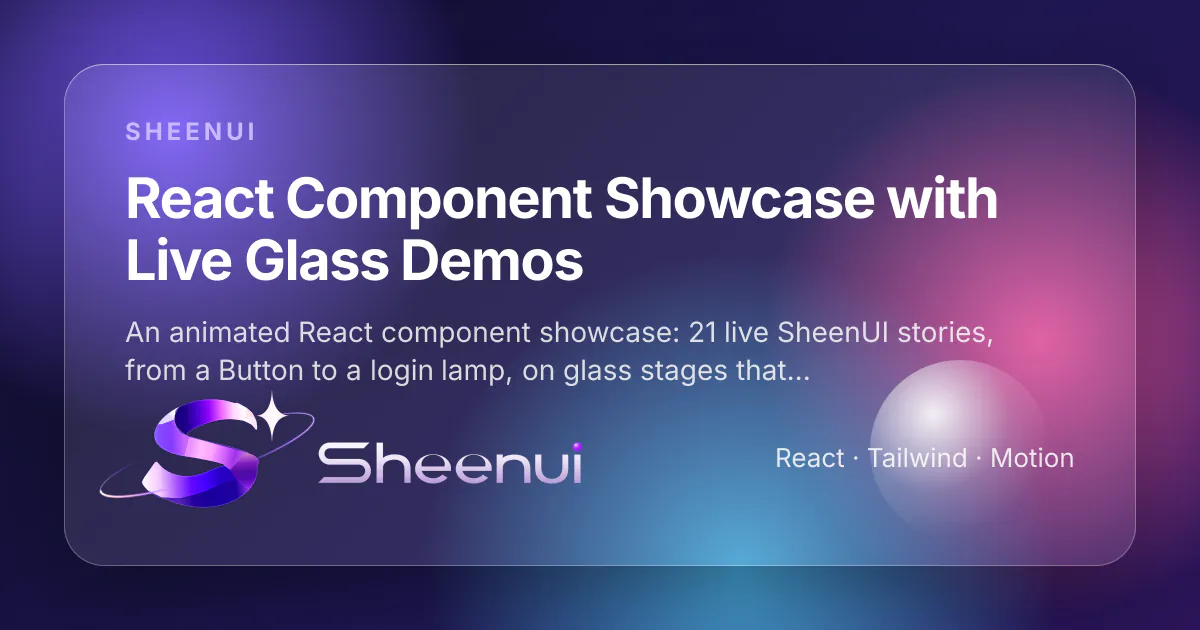 SHEENUI
React Component Showcase with
Live Glass Demos
An animated React component showcase: 21 live SheenUI stories,
from a Button to a login lamp, on glass stages that...
Sheenui
React · Tailwind · Motion